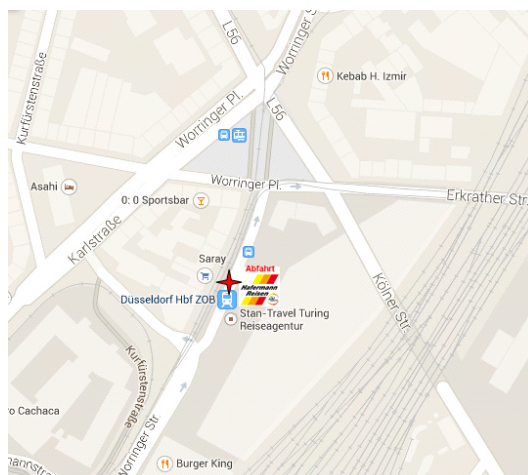 L56
Worringer S
Kurfürstenstraße
Kebab H. Izmir
L56
Worringer Pl.
Worringer Pl.
Asahi
Erkrather Str.
0: 0 Sportsbar
Karlstraße
Saray
Abfahrt
Hafermann
Reisen
Düsseldorf Hbf ZOB
Kölner Str.
Stan-Travel Turing
Reiseagentur
Kurfürstenstraße
ro Cachaca
Worringer Str.
mannstra
Burger King